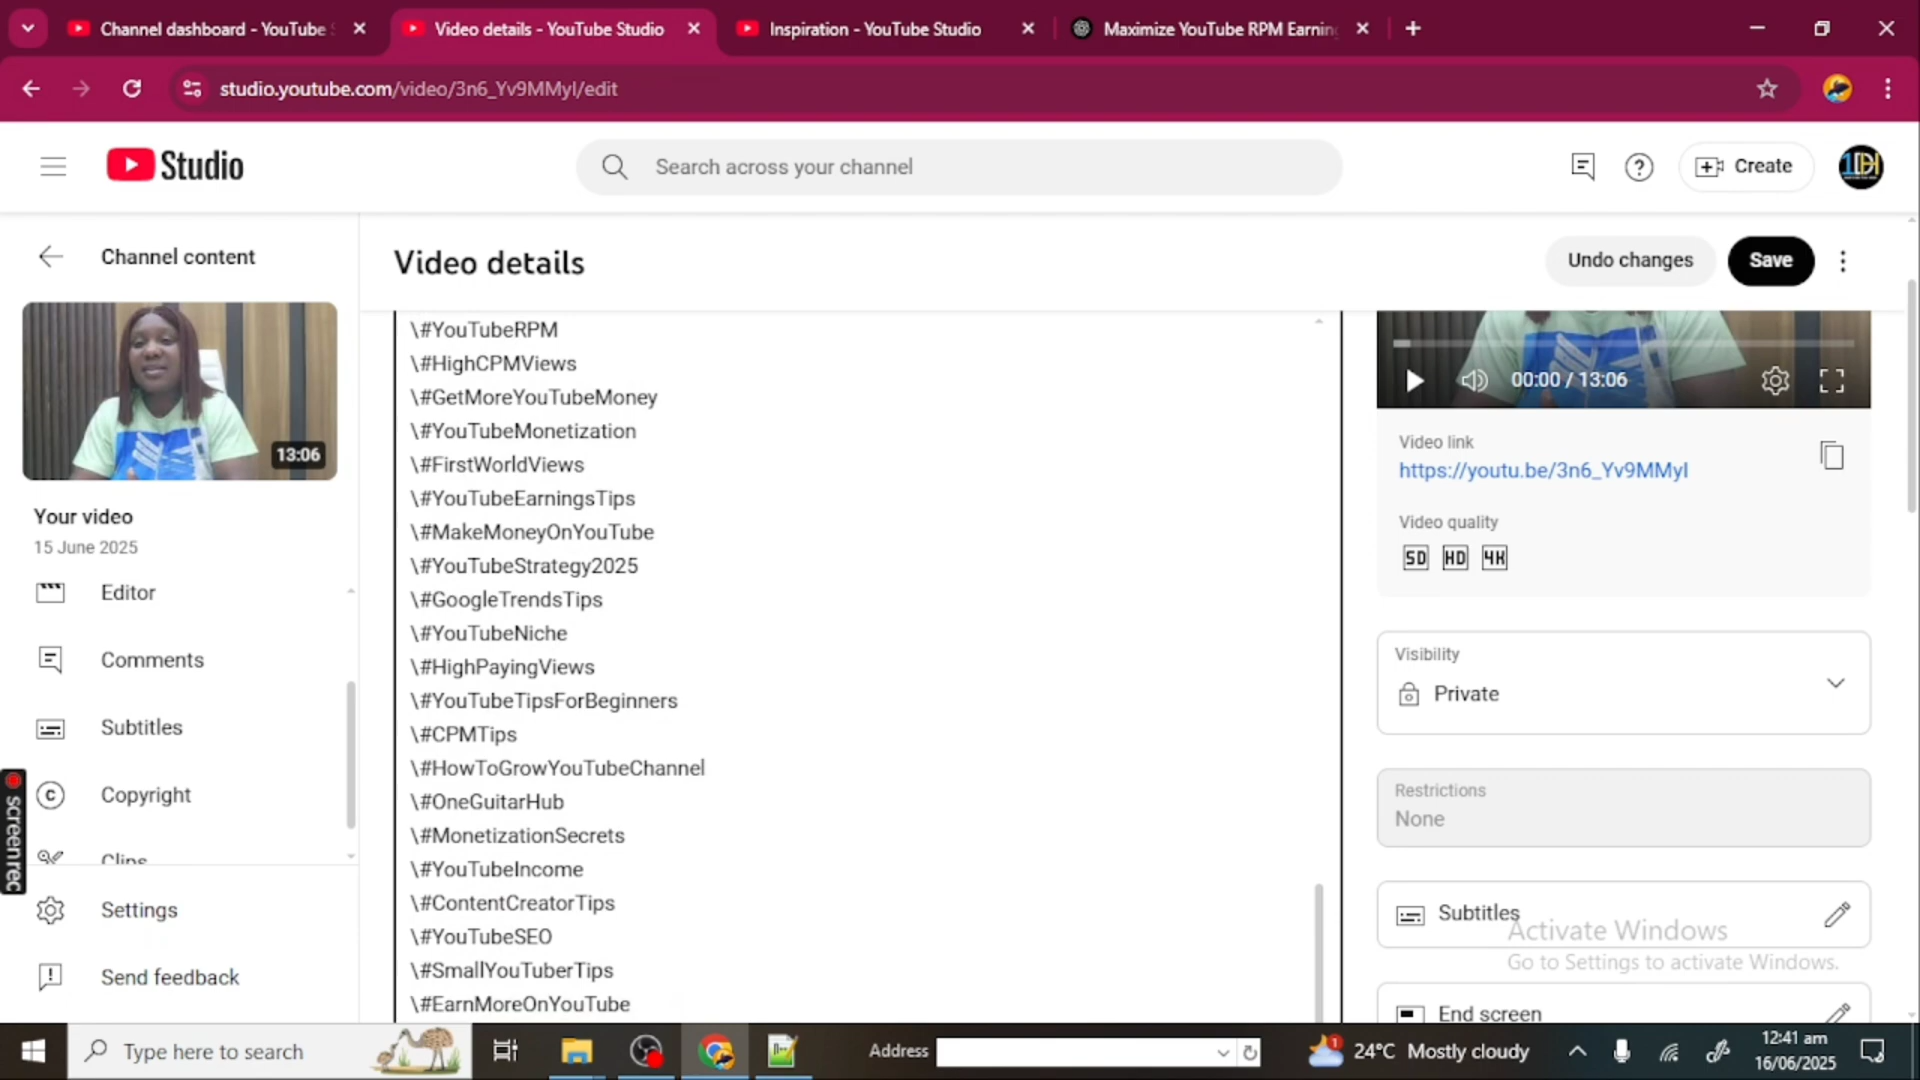 Channel dashboard - YouTube S
Video details - YouTube Studio
Inspiration - YouTube Studio
Maximize YouTube RPM Earnin
studio.youtube.com/video/3n6_Yv9MMyI/edit
Studio
Search across your channel
Create
Channel content
Video details
Undo changes
Save
13:06
Your video
15 June 2025
Editor
Comments
Subtitles
Copyright
Clips
Settings
Send feedback
screenrec
\#YouTubeRPM
\#HighCPMViews
\#GetMoreYouTubeMoney
\#YouTubeMonetization
\#FirstWorldViews
\#YouTubeEarningsTips
\#MakeMoneyOnYouTube
\#YouTubeStrategy2025
\#GoogleTrendsTips
\#YouTubeNiche
\#HighPayingViews
\#YouTubeTipsForBeginners
\#CPMTips
\#HowToGrowYouTubeChannel
\#OneGuitarHub
\#MonetizationSecrets
\#YouTubeIncome
\#ContentCreatorTips
\#YouTubeSEO
\#SmallYouTuberTips
\#EarnMoreOnYouTube
00:00 / 13:06
Video link
https://youtu.be/3n6_Yv9MMyI
Video quality
SD HD 4K
Visibility
Private
Restrictions
None
Subtitles
Activate Windows
Go to Settings to activate Windows.
End screen
Type here to search
Address
1
24°C Mostly cloudy
12:41 am
16/06/2025